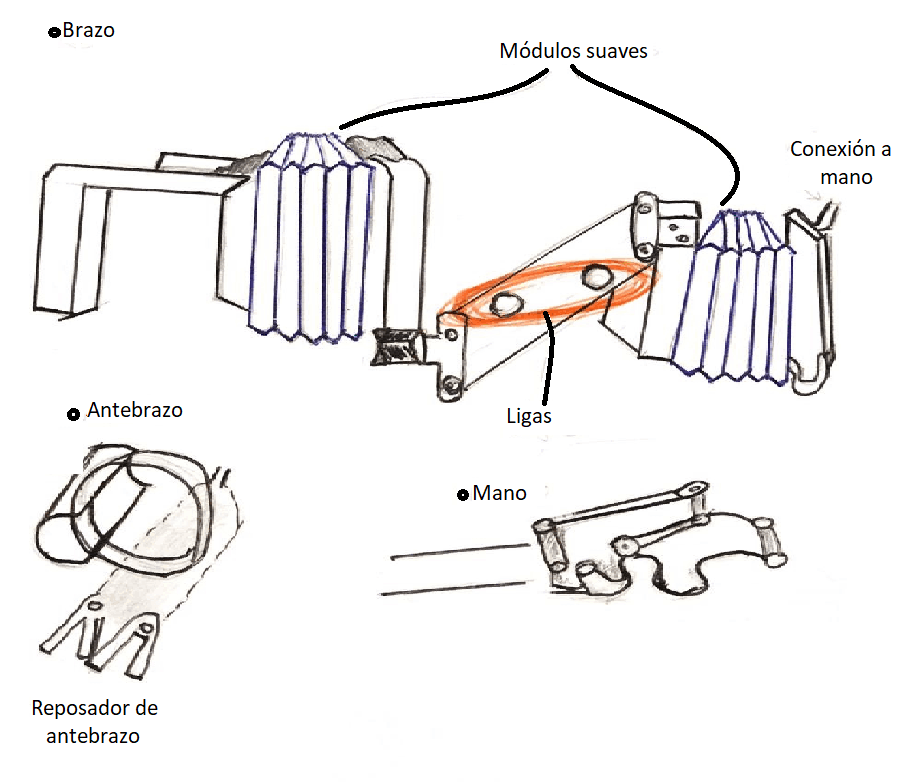 Brazo
Módulos suaves
Conexión a
mano
Ligas
Antebrazo
Mano
Reposador de
antebrazo